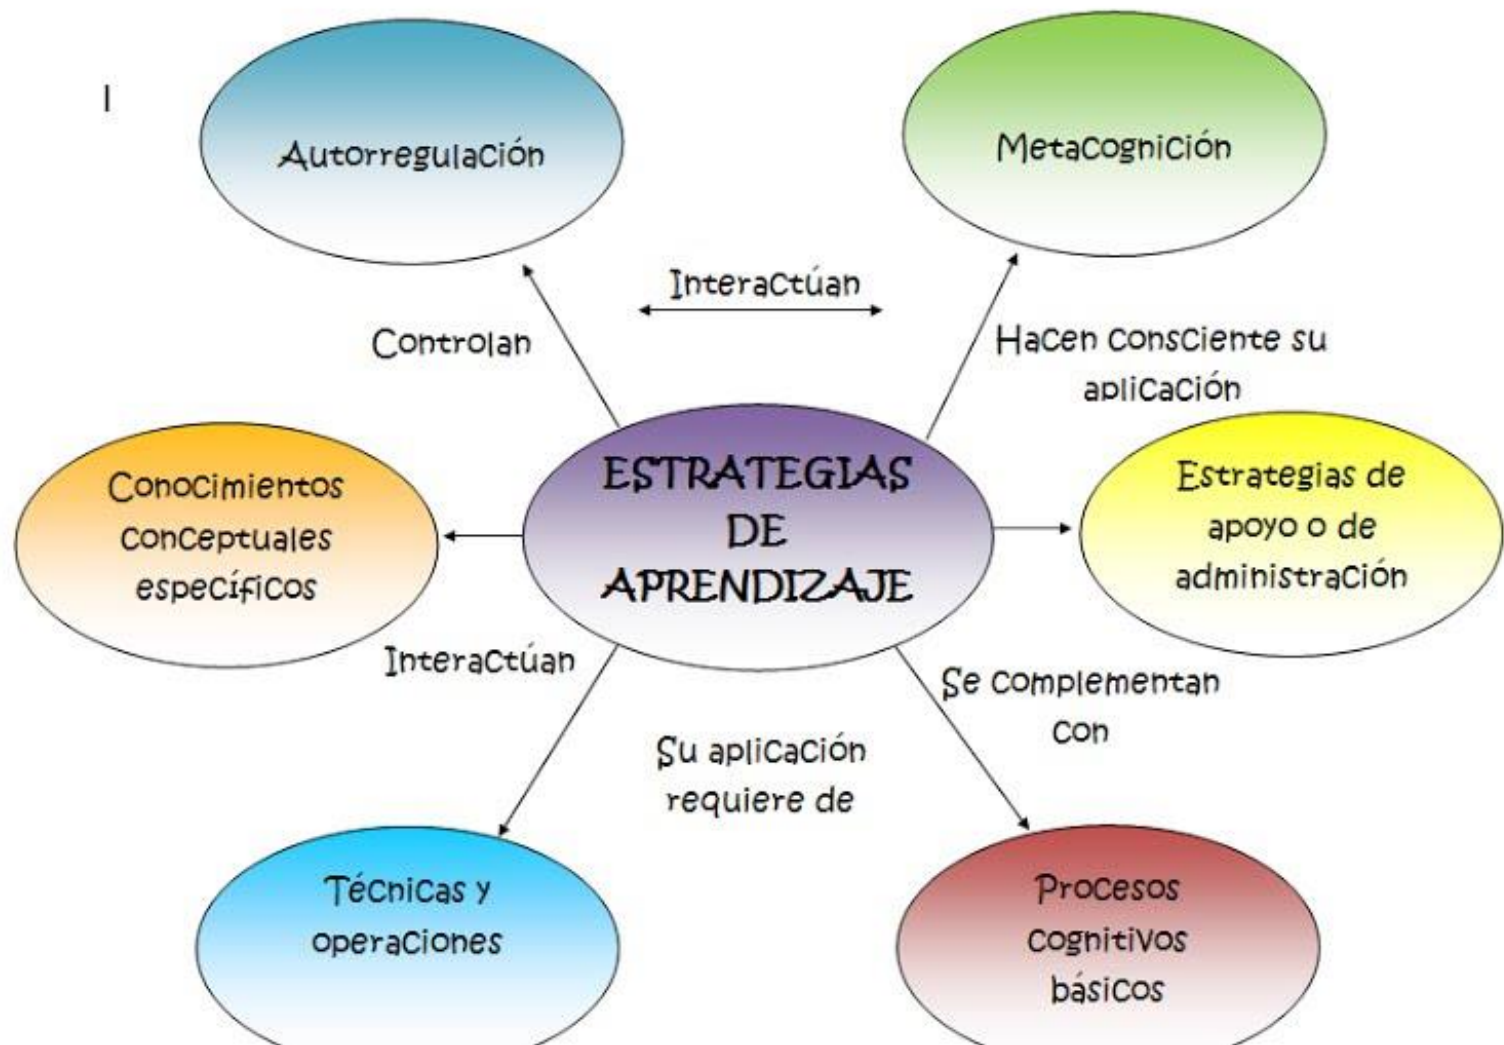 I
Autorregulación
Metacognición
Interactúan
Controlan
Hacen consciente su
aplicación
Conocimientos
conceptuales
específicos
ESTRATEGIAS
DE
APRENDIZAJE
Estrategias de
apoyo o de
administración
Interactúan
Se complementan
con
Su aplicación
requiere de
Técnicas y
operaciones
Procesos
cognitivos
básicos